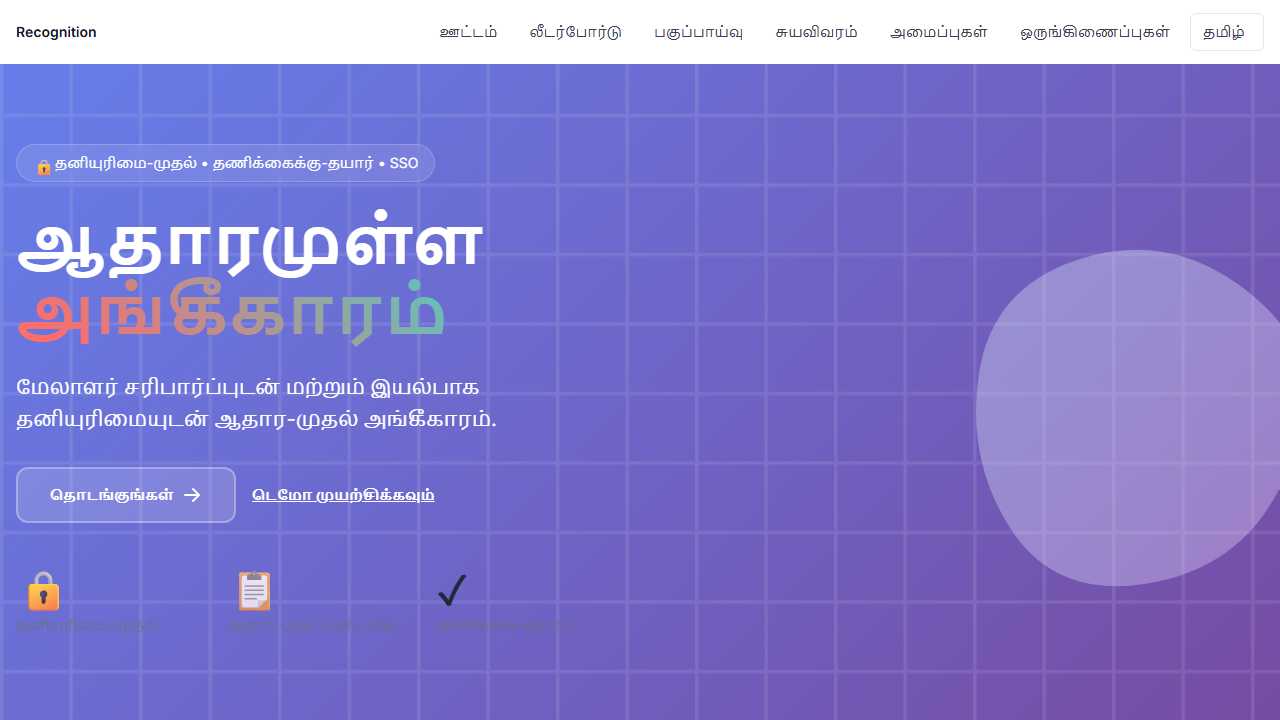 Recognition
ஊட்டம்
லீடர்போர்டு
பகுப்பாய்வு
சுயவிவரம்
அமைப்புகள்
ஒருங்கிணைப்புகள்
தமிழ்
தனியுரிமை-முதல் • தணிக்கைக்கு-தயார் • SSO
ஆதாரமுள்ள
அங்கீகாரம்
மேலாளர் சரிபார்ப்புடன் மற்றும் இயல்பாக
தனியுரிமையுடன் ஆதார-முதல் அங்கீகாரம்.
தொடங்குங்கள்
டெமோ முயற்சிக்கவும்
தனியுரிமை-முதல்